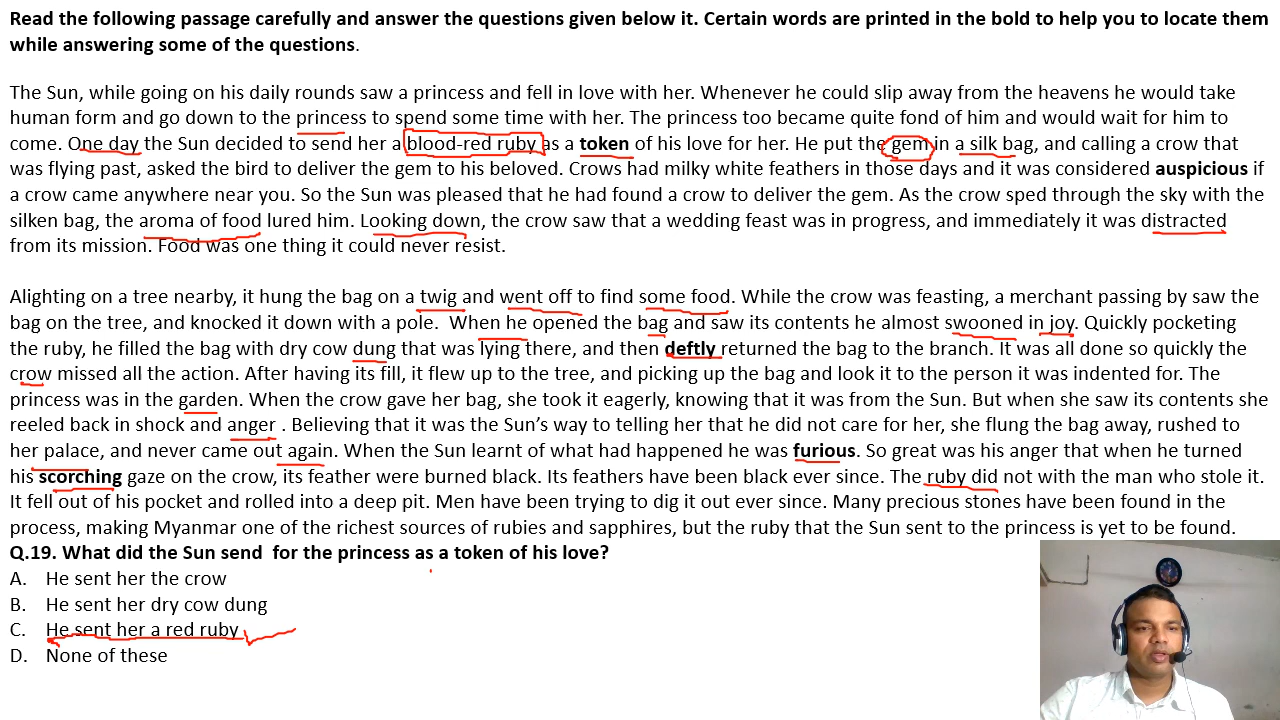 Read the following passage carefully and answer the questions given below it. Certain words are printed in the bold to help you to locate them
while answering some of the questions.
The Sun, while going on his daily rounds saw a princess and fell in love with her. Whenever he could slip away from the heavens he would take
human form and go down to the princess to spend some time with her. The princess too became quite fond of him and would wait for him to
come. One day the Sun decided to send her a blood-red ruby as a token of his love for her. He put the gem in a silk bag, and calling a crow that
was flying past, asked the bird to deliver the gem to his beloved. Crows had milky white feathers in those days and it was considered auspicious if
a crow came anywhere near you. So the Sun was pleased that he had found a crow to deliver the gem. As the crow sped through the sky with the
silken bag, the aroma of food lured him. Looking down, the crow saw that a wedding feast was in progress, and immediately it was distracted
from its mission. Food was one thing it could never resist.
Alighting on a tree nearby, it hung the bag on a twig and went off to find some food. While the crow was feasting, a merchant passing by saw the
bag on the tree, and knocked it down with a pole.  When he opened the bag and saw its contents he almost swooned in joy. Quickly pocketing
the ruby, he filled the bag with dry cow dung that was lying there, and then deftly returned the bag to the branch. It was all done so quickly the
crow missed all the action. After having its fill, it flew up to the tree, and picking up the bag and look it to the person it was indented for. The
princess was in the garden. When the crow gave her bag, she took it eagerly, knowing that it was from the Sun. But when she saw its contents she
reeled back in shock and anger . Believing that it was the Sun's way to telling her that he did not care for her, she flung the bag away, rushed to
her palace, and never came out again. When the Sun learnt of what had happened he was furious. So great was his anger that when he turned
his scorching gaze on the crow, its feather were burned black. Its feathers have been black ever since. The ruby did not with the man who stole it.
It fell out of his pocket and rolled into a deep pit. Men have been trying to dig it out ever since. Many precious stones have been found in the
process, making Myanmar one of the richest sources of rubies and sapphires, but the ruby that the Sun sent to the princess is yet to be found.
Q.19. What did the Sun send  for the princess as a token of his love?
A. He sent her the crow
B. He sent her dry cow dung
C. He sent her a red ruby
D. None of these